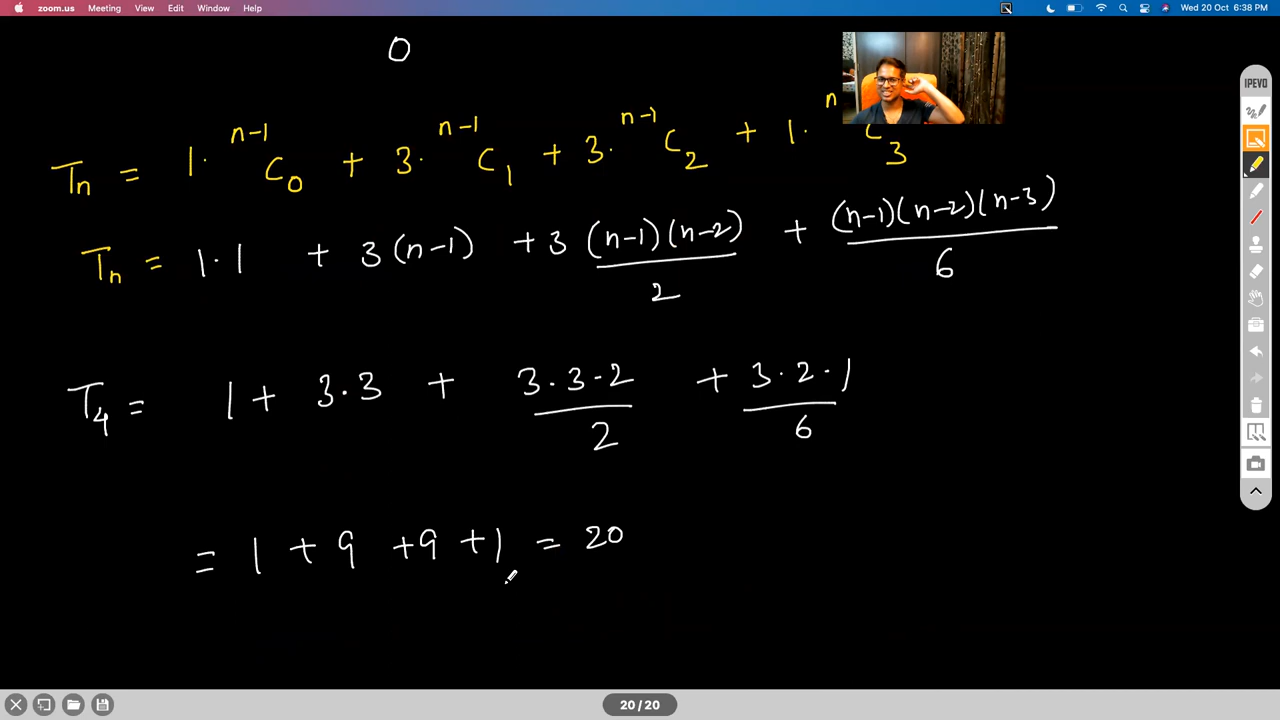 zoom.us Meeting View Edit Window Help Wed 20 Oct 6:38 PM
0
IPEVO
Tₙ = 1· ⁿ⁻¹C₀ + 3· ⁿ⁻¹C₁ + 3· ⁿ⁻¹C₂ + 1· ⁿ C₃
Tₙ = 1·1 + 3(n-1) + 3 (n-1)(n-2)/2 + (n-1)(n-2)(n-3)/6
T₄ = 1 + 3·3 + 3·3·2/2 + 3·2·1/6
= 1 + 9 + 9 + 1 = 20
20/20